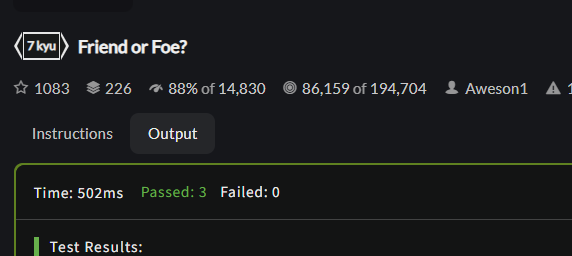 7 kyu Friend or Foe?
1083 226 88% of 14,830 86,159 of 194,704 Aweson1 1
Instructions Output
Time: 502ms Passed: 3 Failed: 0
Test Results: